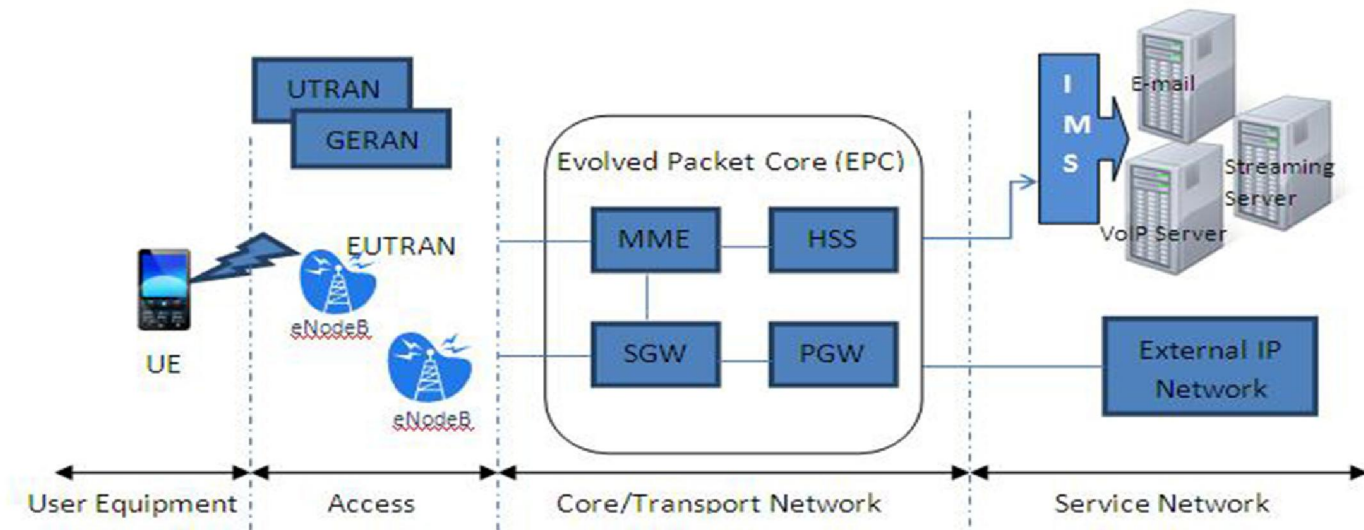 UTRAN
GERAN
EUTRAN
eNodeB
eNodeB
UE
Evolved Packet Core (EPC)
MME
HSS
SGW
PGW
I
M
S
E-mail
Streaming
Server
VoIP Server
External IP
Network
User Equipment
Access
Core/Transport Network
Service Network